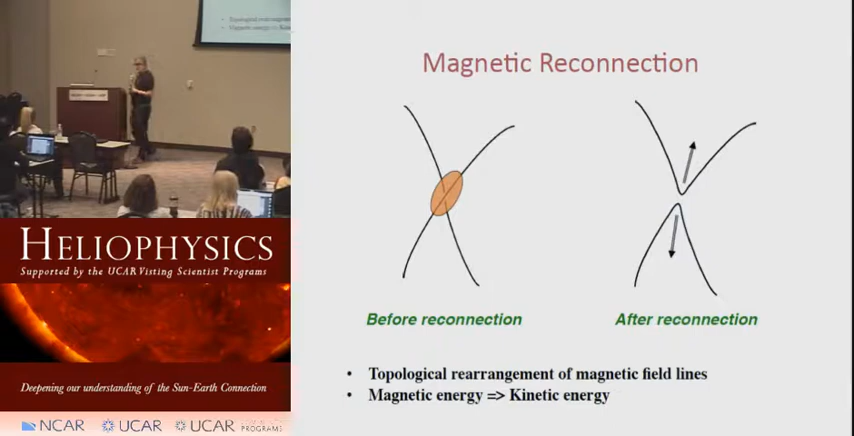 Magnetic Reconnection
Before reconnection
After reconnection
• Topological rearrangement of magnetic field lines
• Magnetic energy => Kinetic energy
HELIOPHYSICS
Supported by the UCAR Visting Scientist Programs
Deepening our understanding of the Sun-Earth Connection
NCAR UCAR UCAR
PROGRAMS